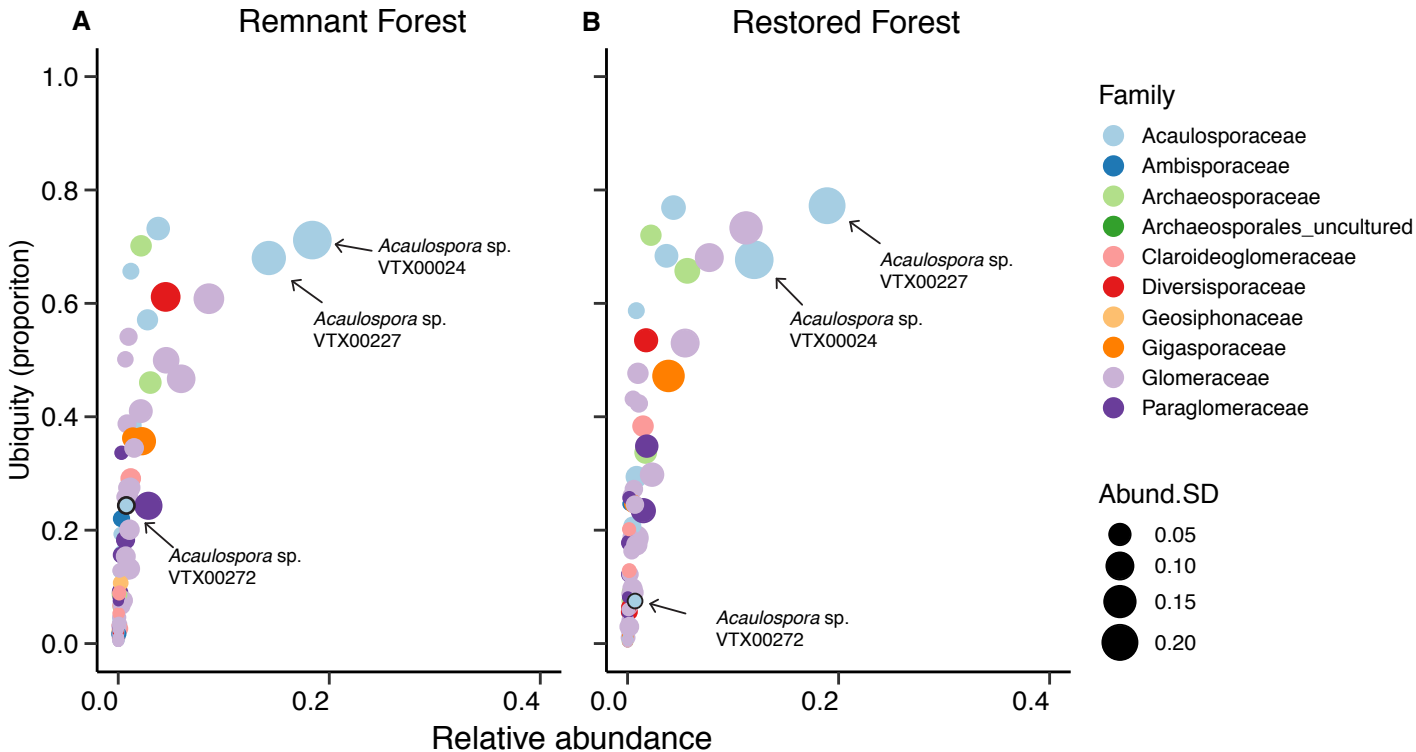 A
Remnant Forest
B
Restored Forest
Ubiquity (proporiton)
1.0
0.8
0.6
0.4
0.2
0.0
Acaulospora sp.
VTX00024
Acaulospora sp.
VTX00227
Acaulospora sp.
VTX00272
0.0
0.2
0.4
Acaulospora sp.
VTX00227
Acaulospora sp.
VTX00024
Acaulospora sp.
VTX00272
0.0
0.2
0.4
Relative abundance
Family
Acaulosporaceae
Ambisporaceae
Archaeosporaceae
Archaeosporales_uncultured
Claroideoglomeraceae
Diversisporaceae
Geosiphonaceae
Gigasporaceae
Glomeraceae
Paraglomeraceae
Abund.SD
0.05
0.10
0.15
0.20